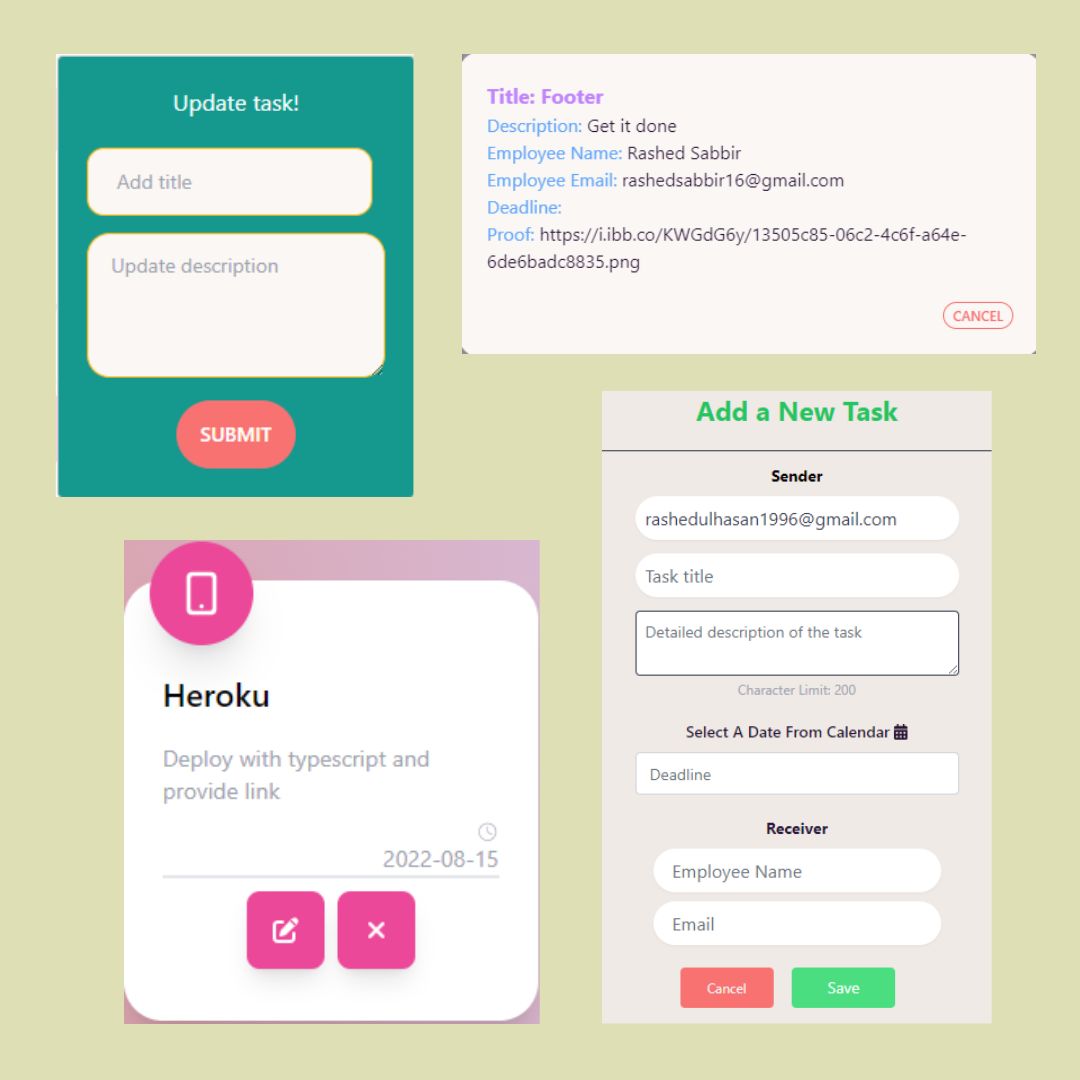 Update task!
Add title
Update description
SUBMIT
Title: Footer
Description: Get it done
Employee Name: Rashed Sabbir
Employee Email: rashedsabbir16@gmail.com
Deadline:
Proof: https://i.ibb.co/KWGdG6y/13505c85-06c2-4c6f-a64e-
6de6badc8835.png
CANCEL
Heroku
Deploy with typescript and
provide link
2022-08-15
Add a New Task
Sender
rashedulhasan1996@gmail.com
Task title
Detailed description of the task
Character Limit: 200
Select A Date From Calendar
Deadline
Receiver
Employee Name
Email
Cancel
Save